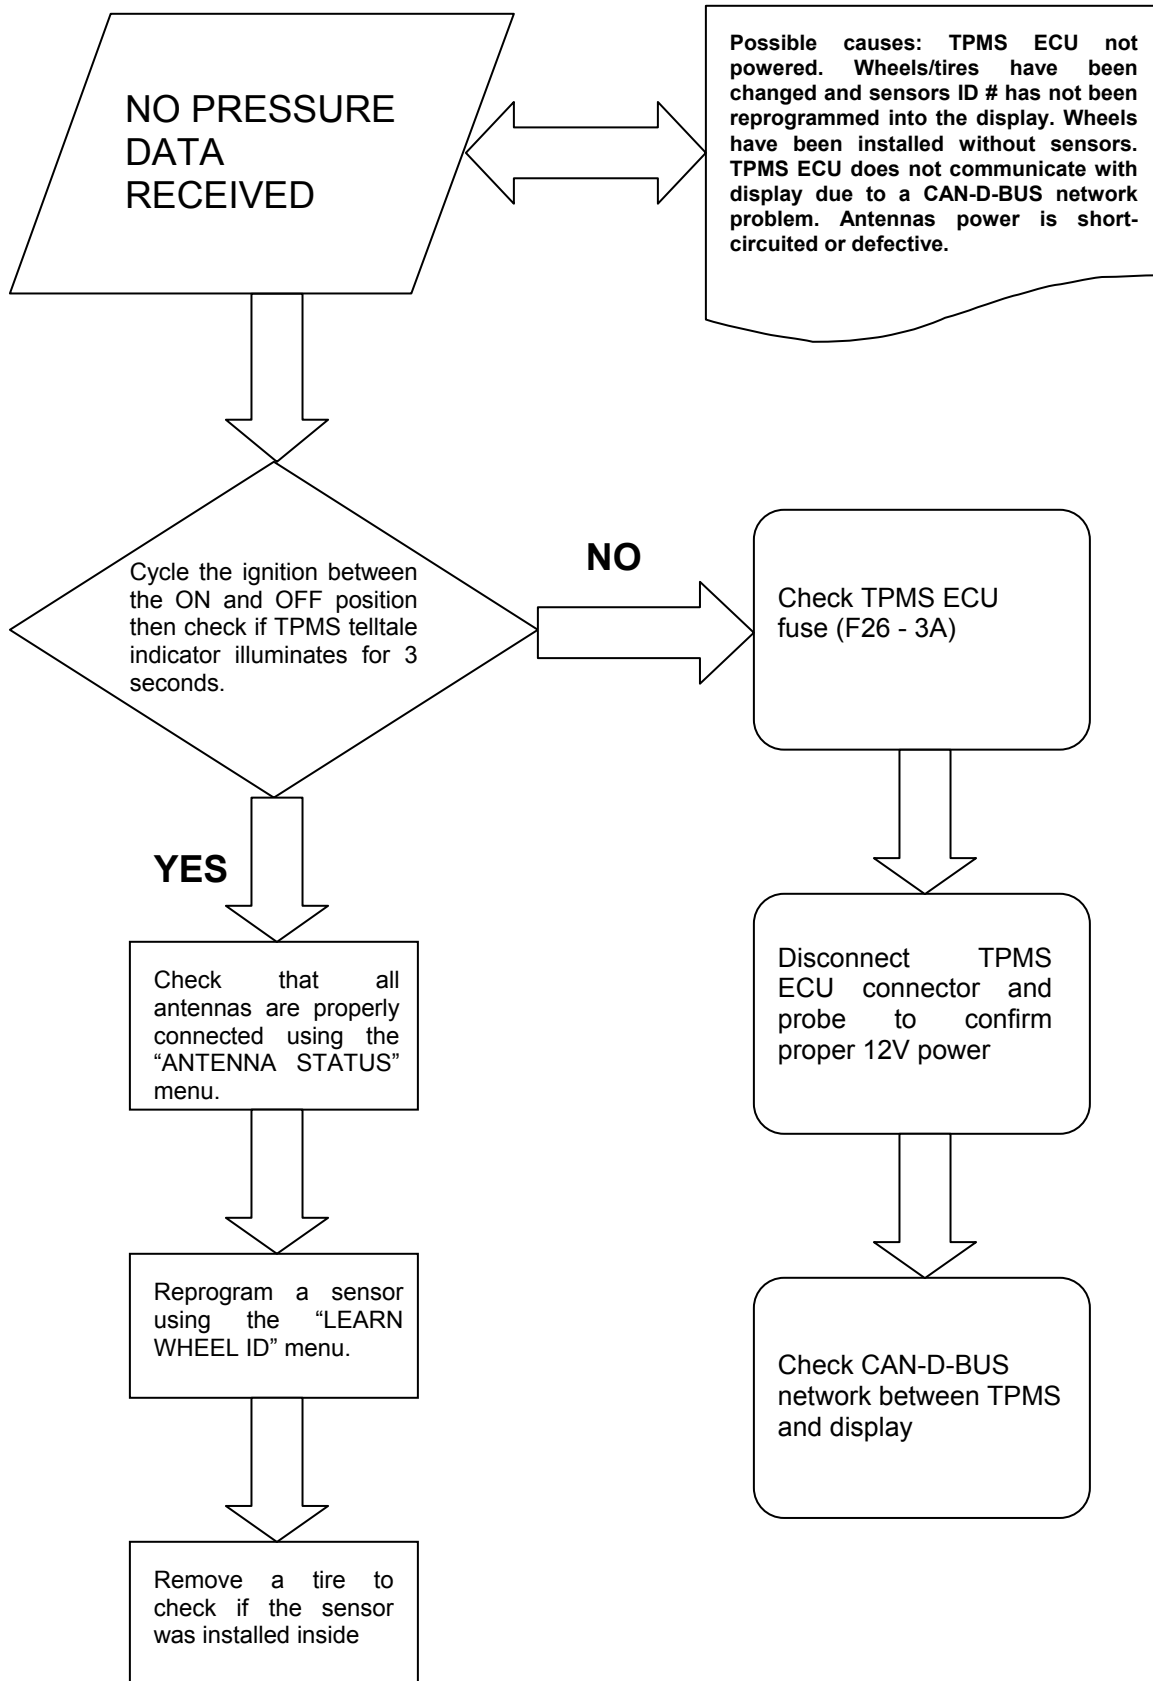 NO PRESSURE
DATA
RECEIVED
Possible causes: TPMS ECU not
powered. Wheels/tires have been
changed and sensors ID # has not been
reprogrammed into the display. Wheels
have been installed without sensors.
TPMS ECU does not communicate with
display due to a CAN-D-BUS network
problem. Antennas power is short-
circuited or defective.
Cycle the ignition between
the ON and OFF position
then check if TPMS telltale
indicator illuminates for 3
seconds.
NO
Check TPMS ECU
fuse (F26 - 3A)
YES
Check that all
antennas are properly
connected using the
“ANTENNA STATUS”
menu.
Disconnect TPMS
ECU connector and
probe to confirm
proper 12V power
Reprogram a sensor
using the “LEARN
WHEEL ID” menu.
Check CAN-D-BUS
network between TPMS
and display
Remove a tire to
check if the sensor
was installed inside